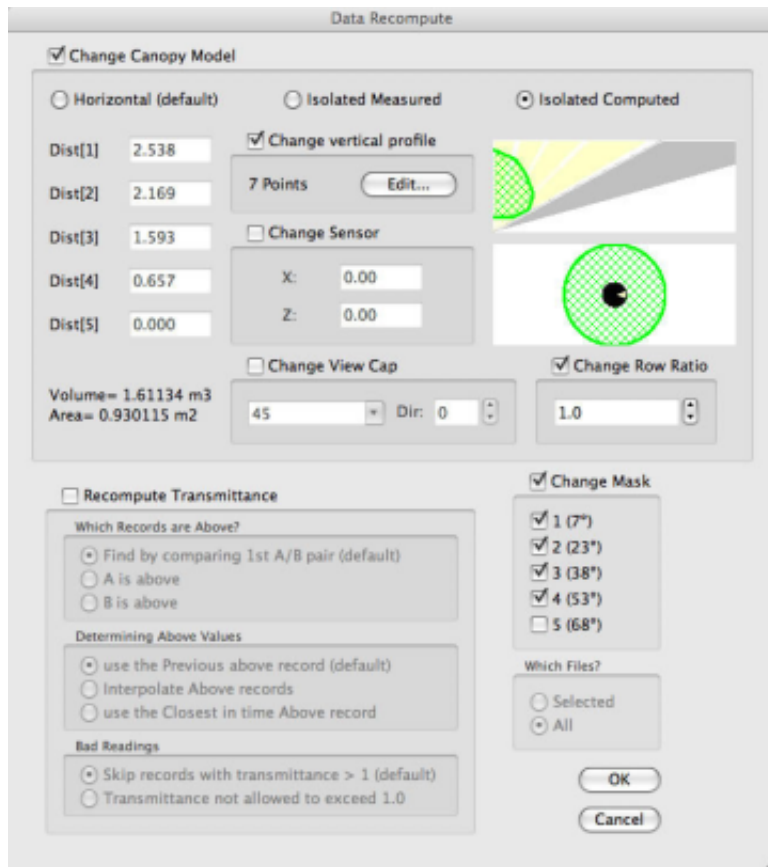 Data Recompute
Change Canopy Model
Horizontal (default) Isolated Measured Isolated Computed
Dist[1] 2.538
Dist[2] 2.169
Dist[3] 1.593
Dist[4] 0.657
Dist[5] 0.000
Change vertical profile
7 Points Edit...
Change Sensor
X: 0.00
Z: 0.00
Volume= 1.61134 m3
Area= 0.930115 m2
Change View Cap
45 Dir: 0
Change Row Ratio
1.0
Recompute Transmittance
Which Records are Above?
Find by comparing 1st A/B pair (default)
A is above
B is above
Determining Above Values
use the Previous above record (default)
Interpolate Above records
use the Closest in time Above record
Bad Readings
Skip records with transmittance > 1 (default)
Transmittance not allowed to exceed 1.0
Change Mask
1 (7°)
2 (23°)
3 (38°)
4 (53°)
5 (68°)
Which Files?
Selected
All
OK
Cancel